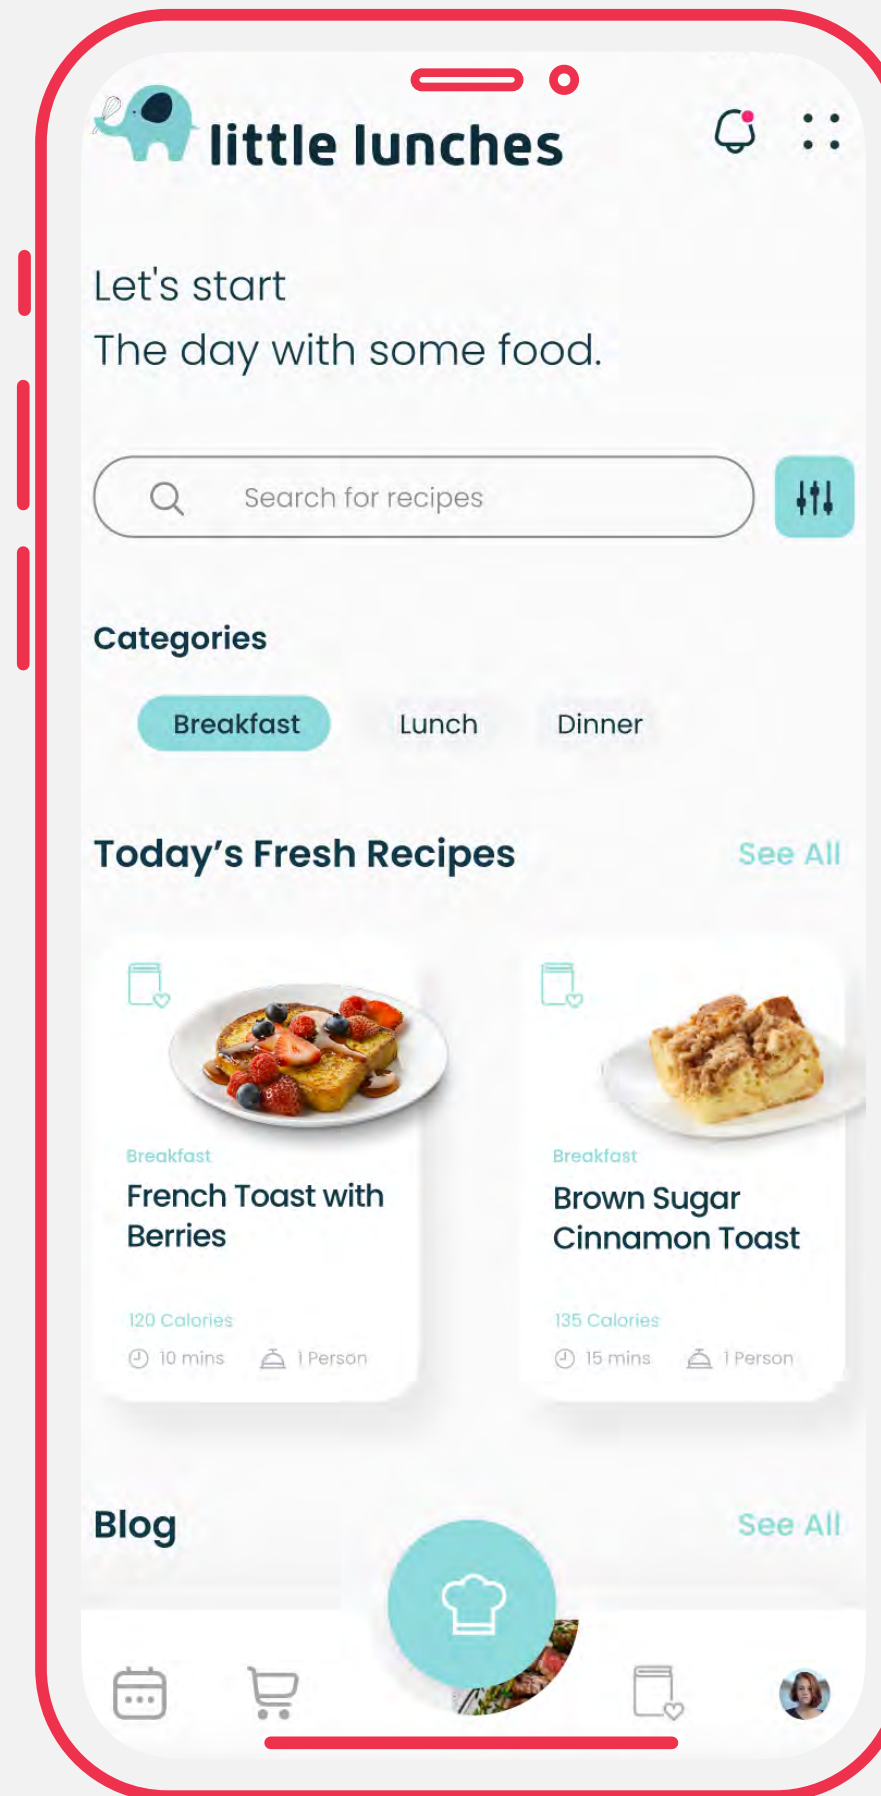 little lunches
Let's start
The day with some food.
Search for recipes
Categories
Breakfast
Lunch
Dinner
Today's Fresh Recipes
See All
Breakfast
French Toast with
Berries
120 Calories
10 mins
1 Person
Breakfast
Brown Sugar
Cinnamon Toast
135 Calories
15 mins
1 Person
Blog
See All